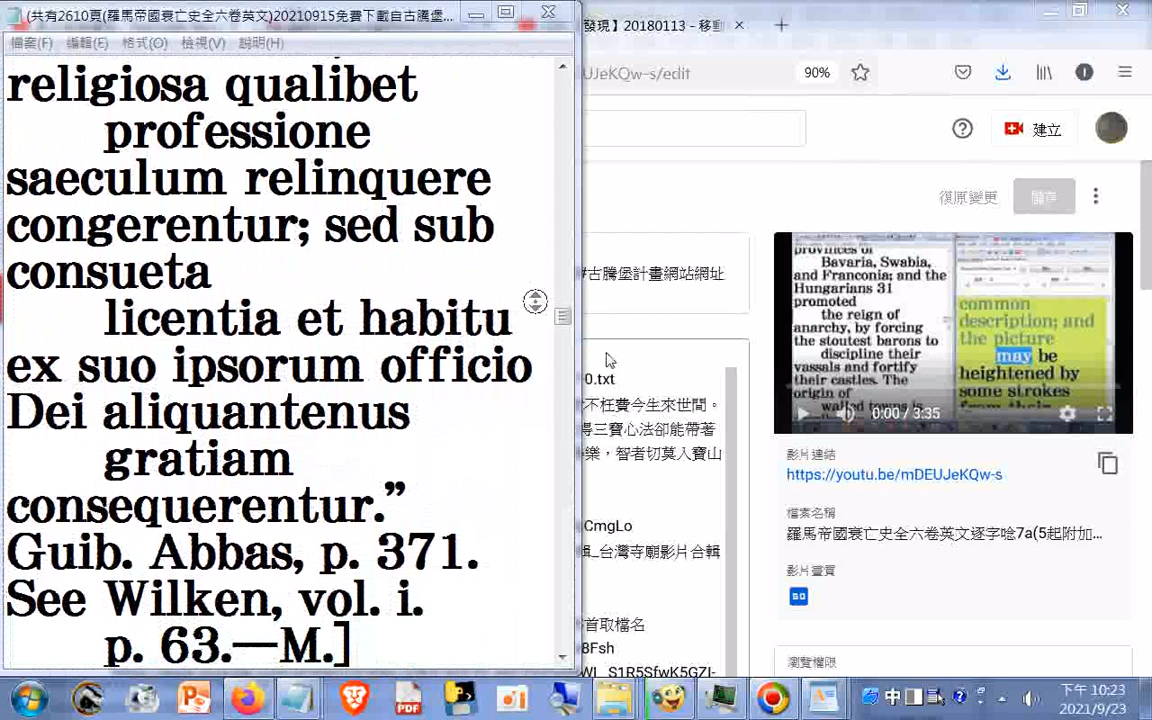 (共有2610頁(羅馬帝國衰亡史全六卷英文)20210915免費下載自古騰堡...
檔案(F) 編輯(E) 格式(O) 檢視(V) 說明(H)
religiosa qualibet
professione
saeculum relinquere
congerentur; sed sub
consueta
licentia et habitu
ex suo ipsorum officio
Dei aliquantenus
gratiam
consequerentur.”
Guib. Abbas, p. 371.
See Wilken, vol. i.
p. 63.—M.]
發現】20180113 - 移動
UJeKQw-s/edit
90%
建立
復原變更
儲存
#古騰堡計畫網站網址
0.txt
不枉費今生來世間。
得三寶心法卻能帶著
樂，智者切莫入寶山
CmgLo
_台灣寺廟影片合輯
首取檔名
8Fsh
WI_S1R5SfwK5GZI-
provinces of
Bavaria, Swabia,
and Franconia; and the
Hungarians 31
promoted
the reign of
anarchy, by forcing
the stoutest barons to
discipline their
vassals and fortify
their castles. The
origin of
walled towns is
common
description; and
the picture
may be
heightened by
some strokes
0:00 / 3:35
影片連結
https://youtu.be/mDEUJeKQw-s
檔案名稱
羅馬帝國衰亡史全六卷英文逐字唸7a(5起附加...
影片畫質
SD
瀏覽權限
PDF
中
下午 10:23
2021/9/23